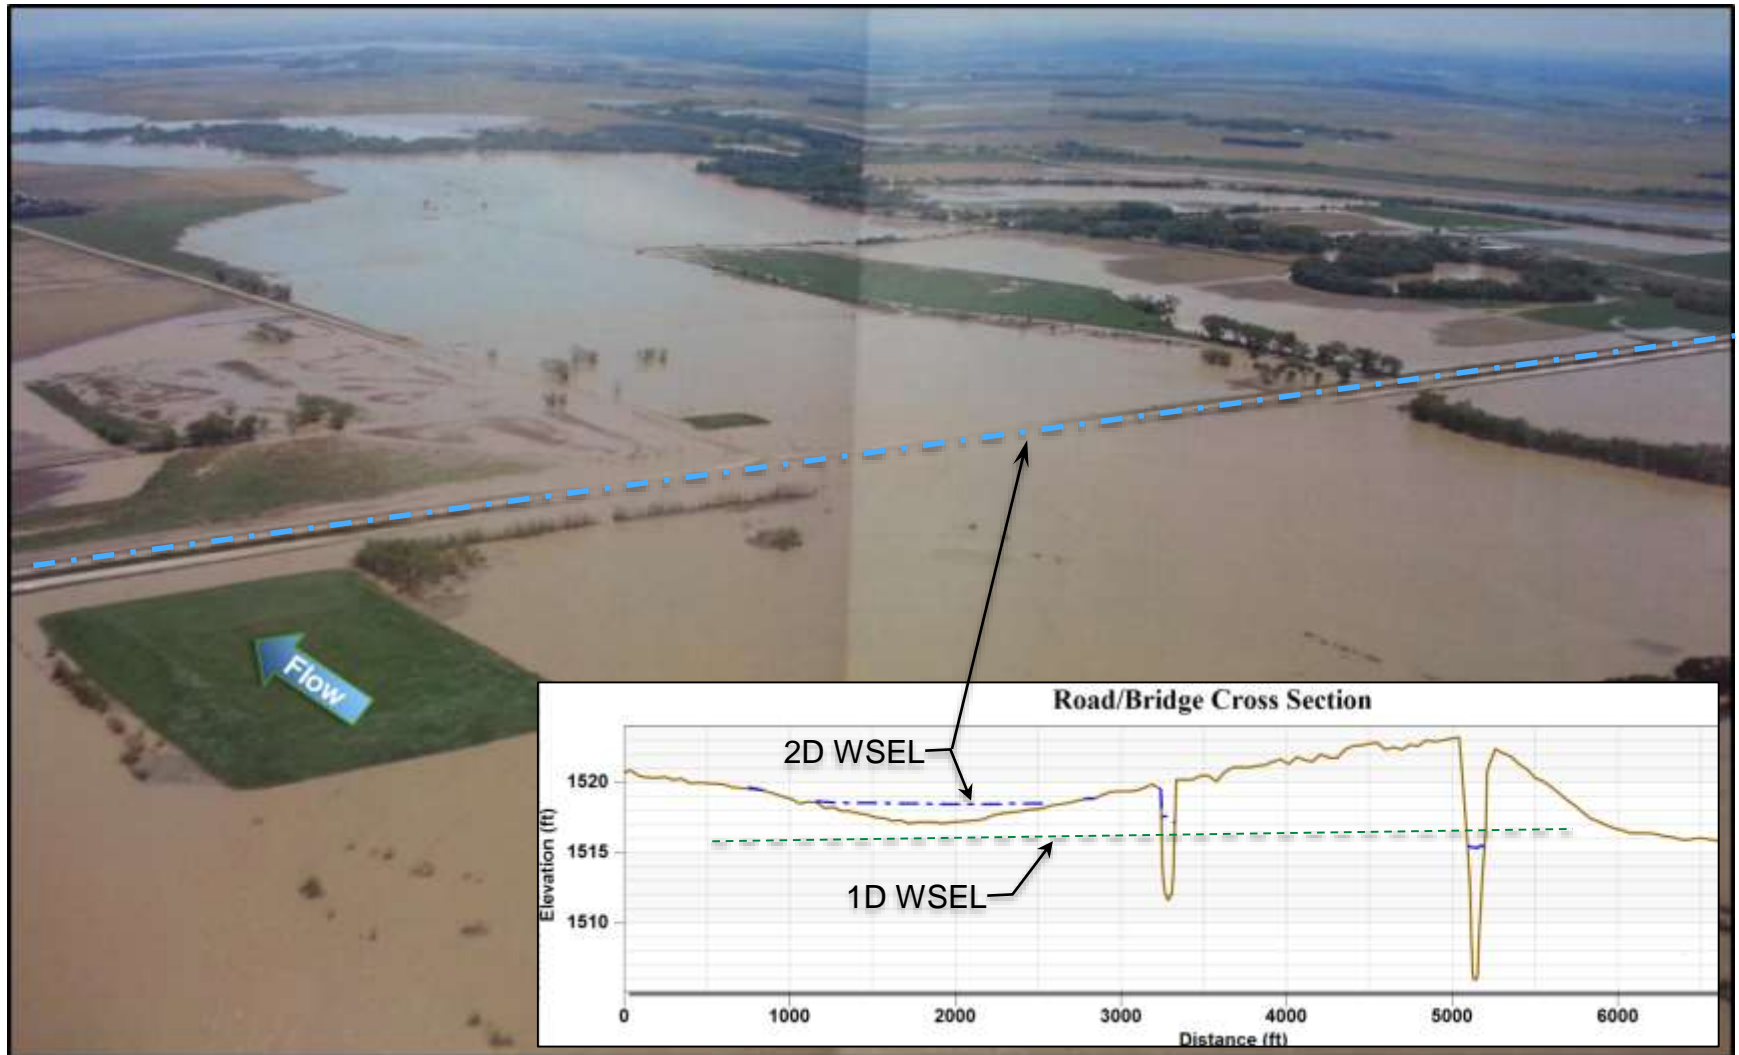 Flow
Road/Bridge Cross Section
2D WSEL
1520
Elevation (ft)
1515
1D WSEL
1510
0 1000 2000 3000 4000 5000 6000
Distance (ft)